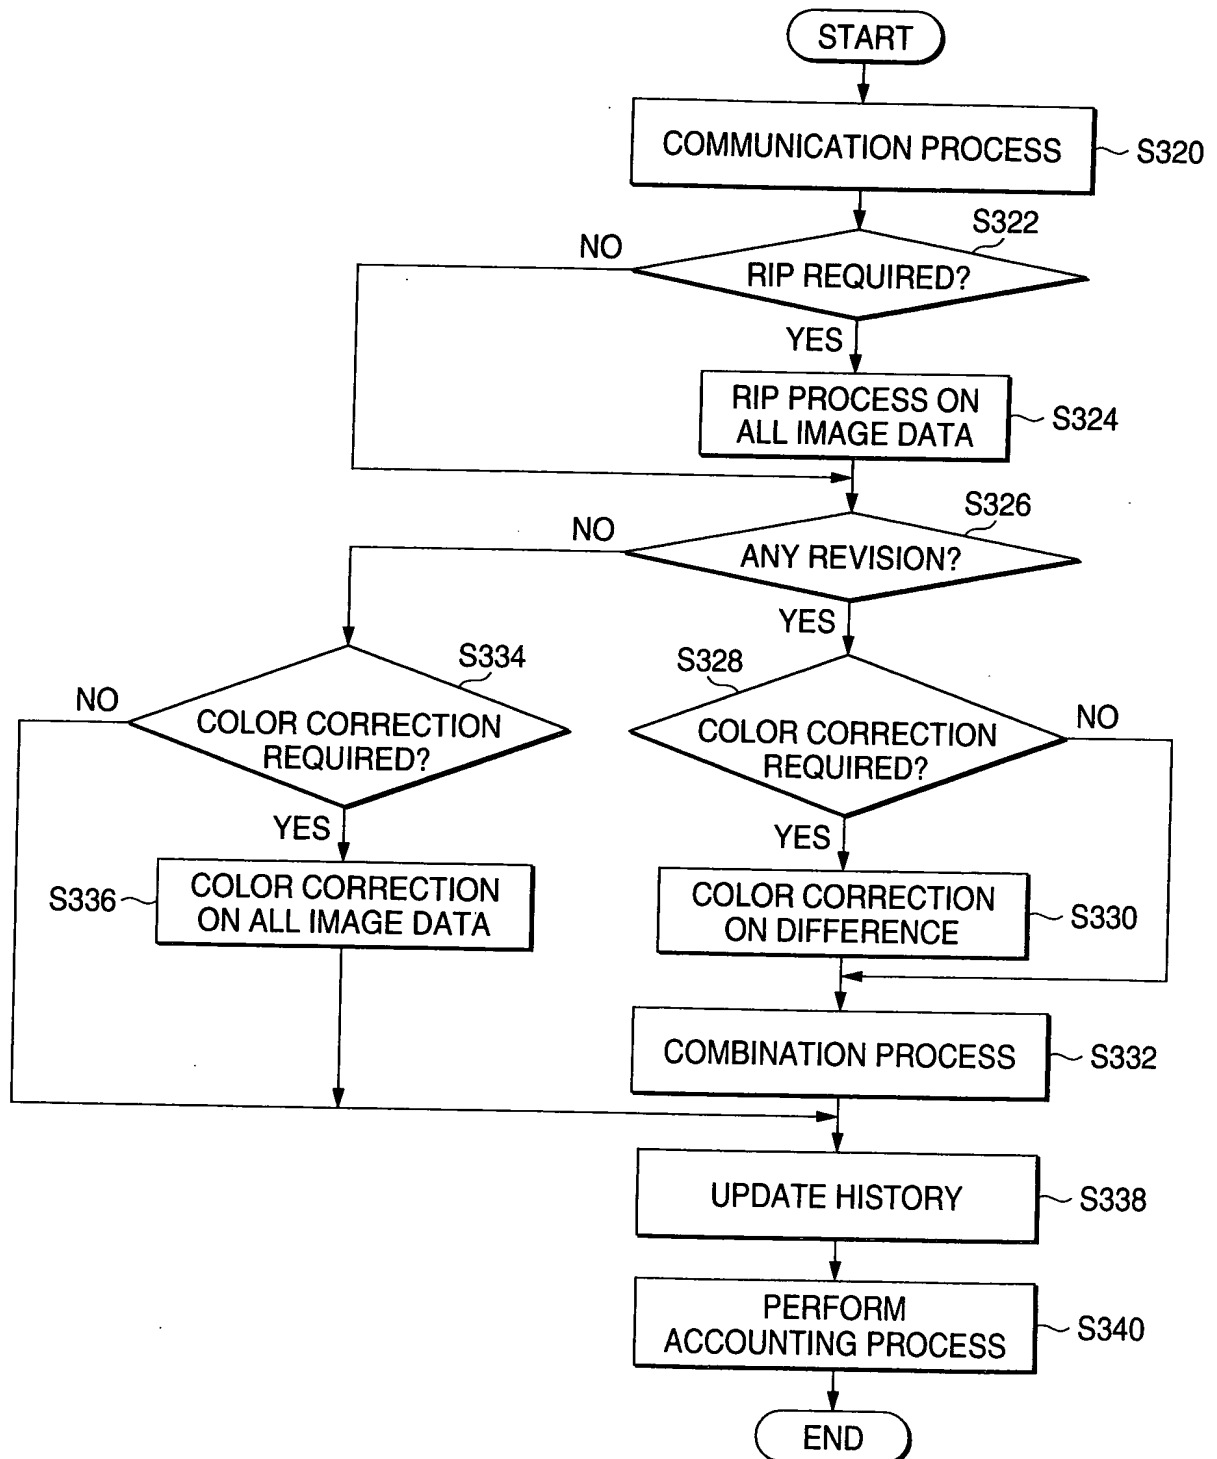 START
COMMUNICATION PROCESS
S320
S322
NO
RIP REQUIRED?
YES
RIP PROCESS ON
ALL IMAGE DATA
S324
S326
NO
ANY REVISION?
YES
S334
S328
NO
COLOR CORRECTION
REQUIRED?
COLOR CORRECTION
REQUIRED?
NO
YES
YES
S336
COLOR CORRECTION
ON ALL IMAGE DATA
COLOR CORRECTION
ON DIFFERENCE
S330
COMBINATION PROCESS
S332
UPDATE HISTORY
S338
PERFORM
ACCOUNTING PROCESS
S340
END